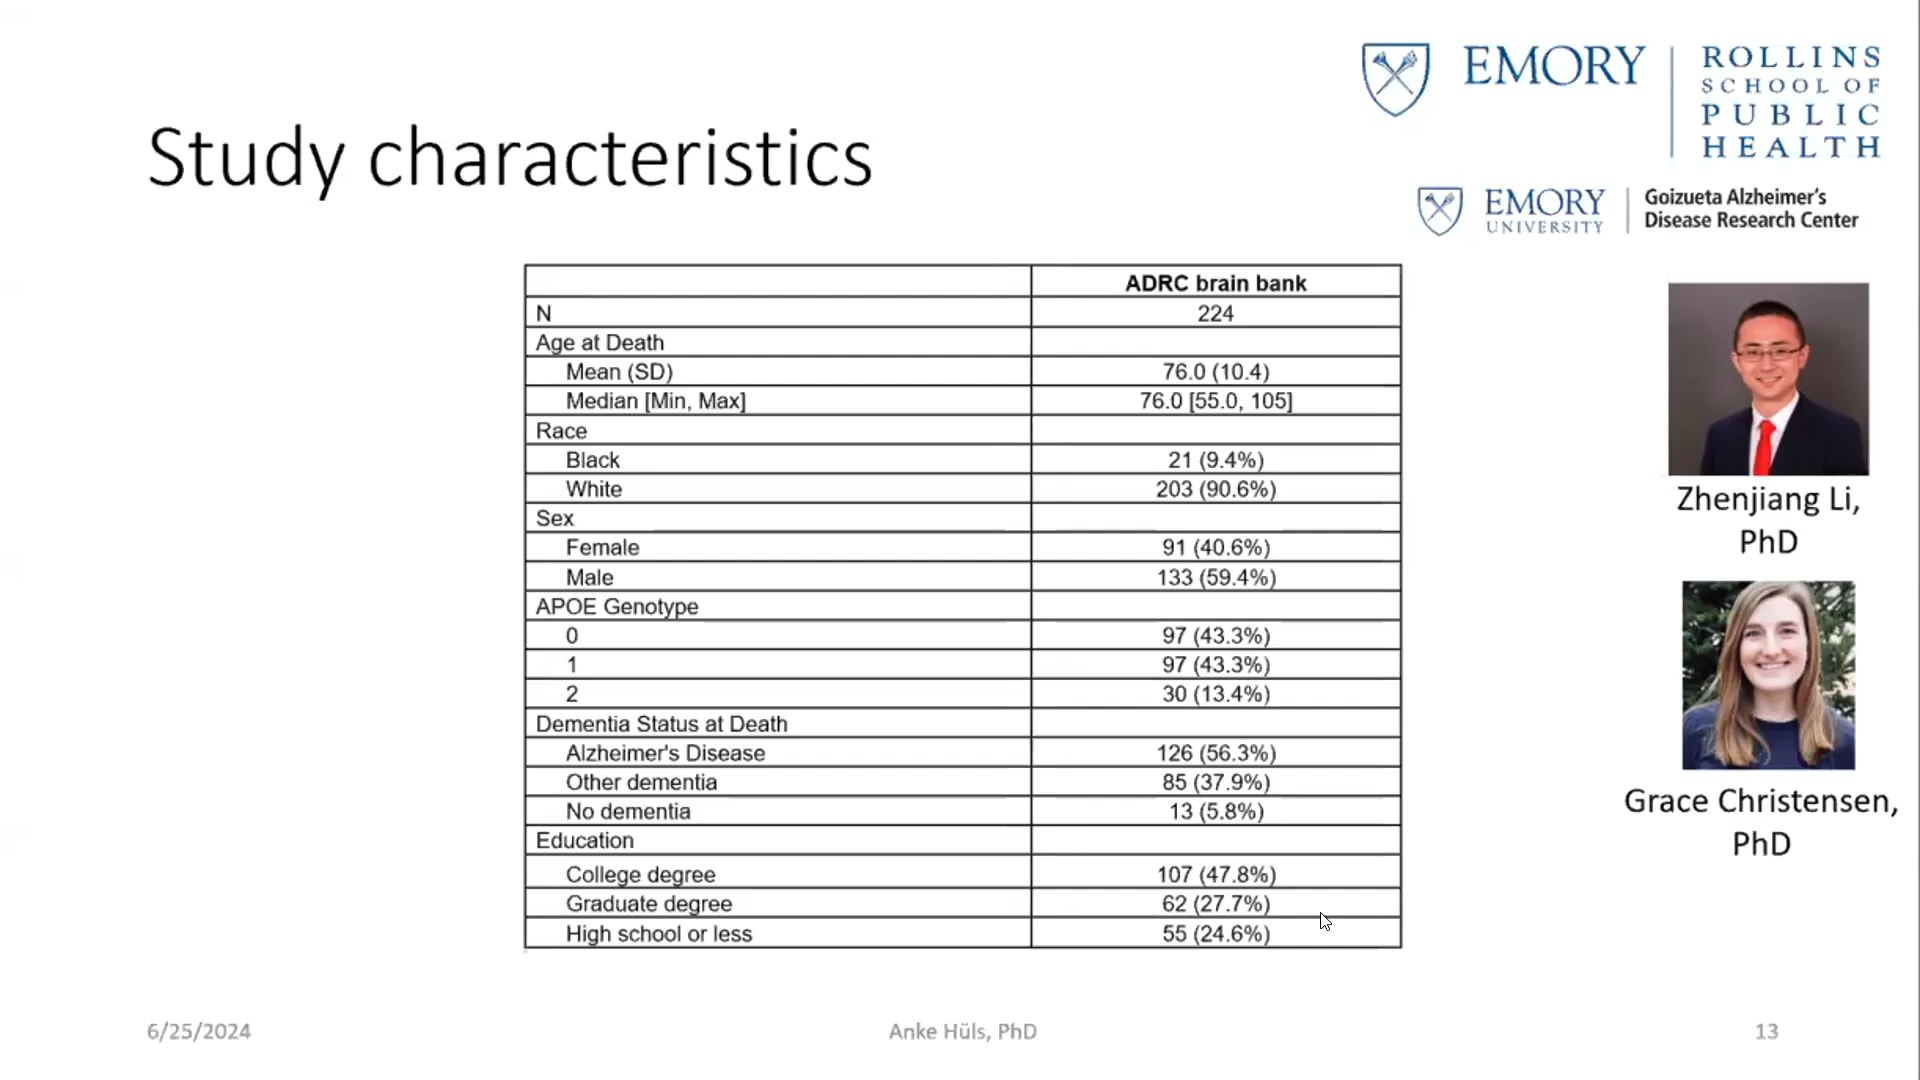 EMORY
ROLLINS
SCHOOL OF
PUBLIC
HEALTH
Study characteristics
EMORY
UNIVERSITY
Goizueta Alzheimer's
Disease Research Center
ADRC brain bank
N 224
Age at Death
Mean (SD) 76.0 (10.4)
Median [Min, Max] 76.0 [55.0, 105]
Race
Black 21 (9.4%)
White 203 (90.6%)
Sex
Female 91 (40.6%)
Male 133 (59.4%)
APOE Genotype
0 97 (43.3%)
1 97 (43.3%)
2 30 (13.4%)
Dementia Status at Death
Alzheimer's Disease 126 (56.3%)
Other dementia 85 (37.9%)
No dementia 13 (5.8%)
Education
College degree 107 (47.8%)
Graduate degree 62 (27.7%)
High school or less 55 (24.6%)
Zhenjiang Li,
PhD
Grace Christensen,
PhD
6/25/2024
Anke Hüls, PhD
13